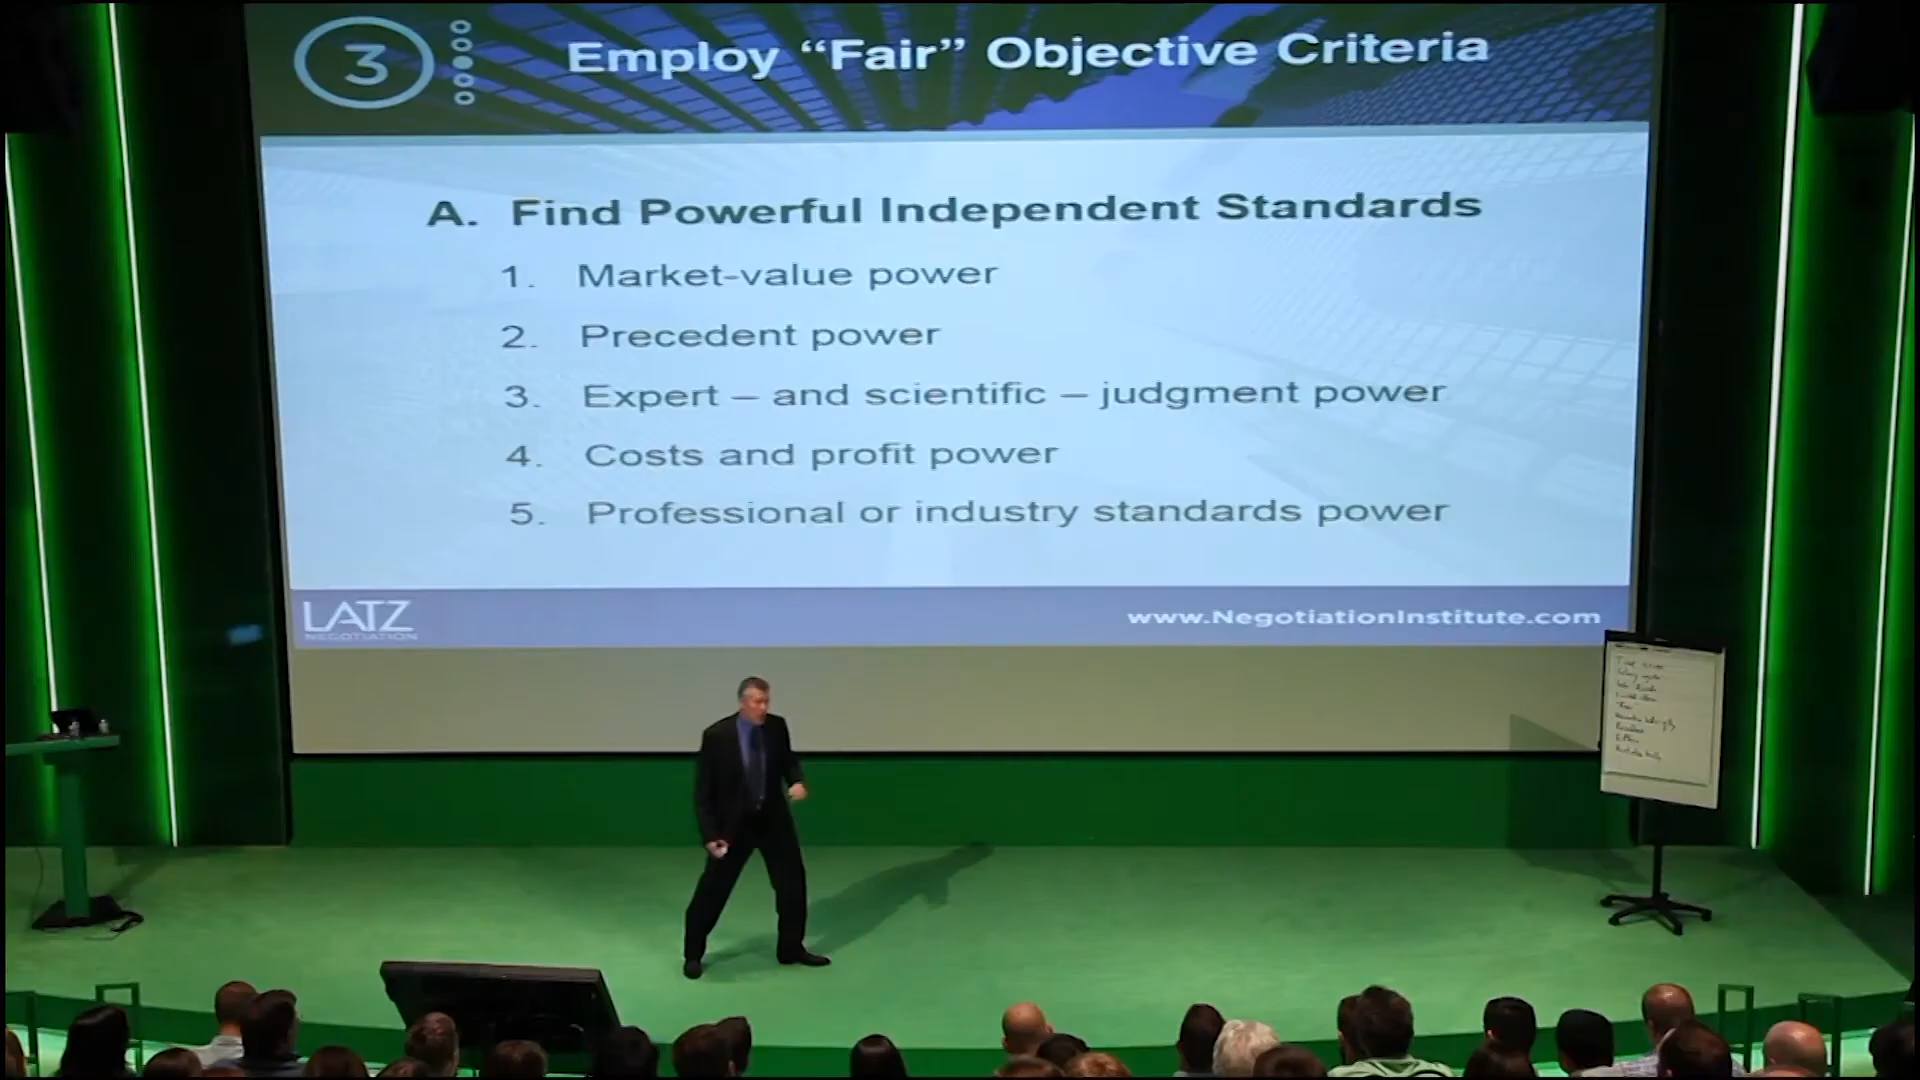 3
Employ “Fair” Objective Criteria
A. Find Powerful Independent Standards
1. Market-value power
2. Precedent power
3. Expert – and scientific – judgment power
4. Costs and profit power
5. Professional or industry standards power
LATZ
NEGOTIATION
www.NegotiationInstitute.com